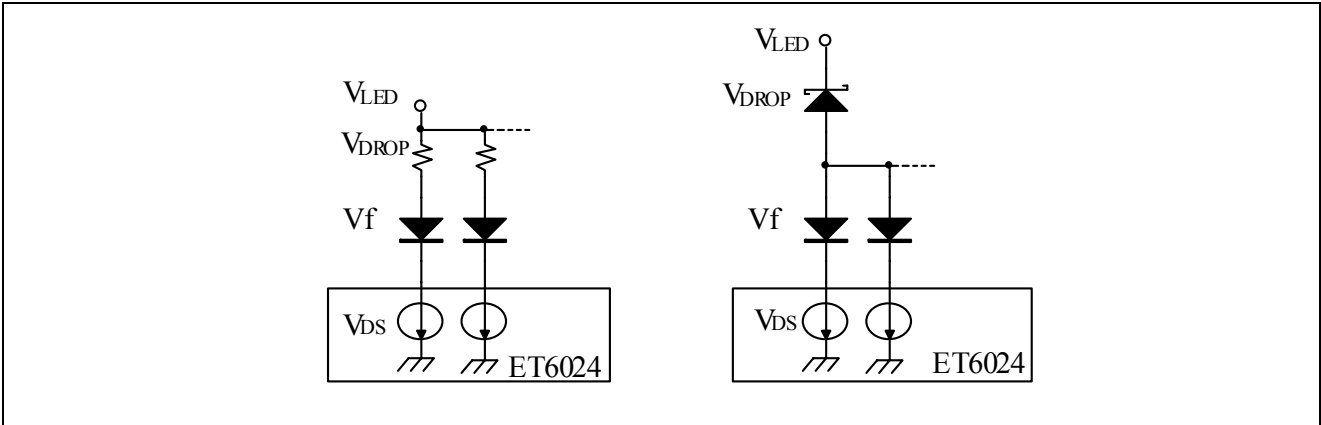 VLED
VDROP
Vf
VDS
ET6024
VLED
VDROP
Vf
VDS
ET6024